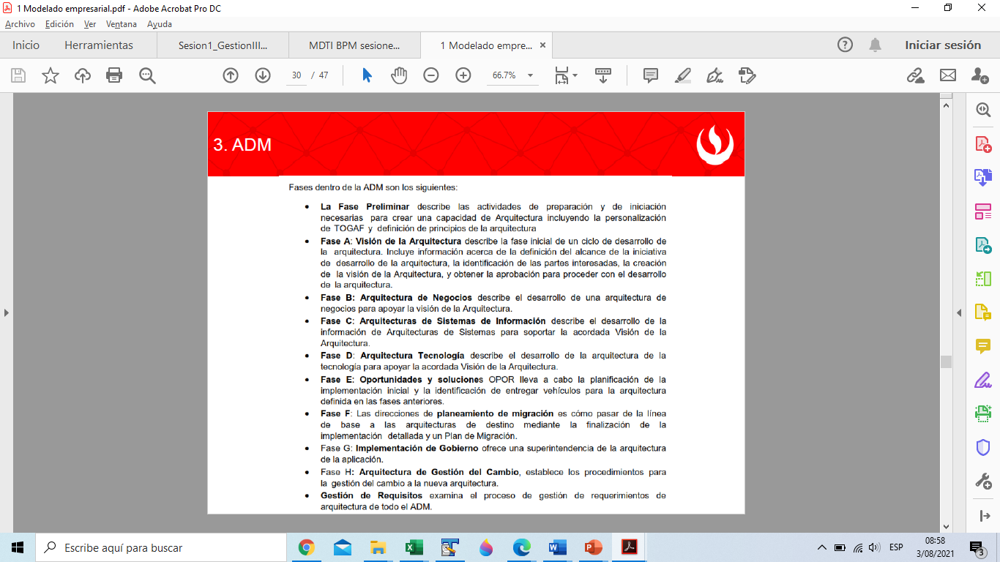 1 Modelado empresarial.pdf - Adobe Acrobat Pro DC
Archivo Edición Ver Ventana Ayuda
Inicio Herramientas Sesion1_GestionIII... MDTI BPM sesione... 1 Modelado empre... × Iniciar sesión
30 / 47 66.7%
3. ADM
Fases dentro de la ADM son los siguientes:
• La Fase Preliminar describe las actividades de preparación y de iniciación
necesarias para crear una capacidad de Arquitectura incluyendo la personalización
de TOGAF y definición de principios de la arquitectura
• Fase A: Visión de la Arquitectura describe la fase inicial de un ciclo de desarrollo de
la arquitectura. Incluye información acerca de la definición del alcance de la iniciativa
de desarrollo de la arquitectura, la identificación de las partes interesadas, la creación
de la visión de la Arquitectura, y obtener la aprobación para proceder con el desarrollo
de la arquitectura.
• Fase B: Arquitectura de Negocios describe el desarrollo de una arquitectura de
negocios para apoyar la visión de la Arquitectura.
• Fase C: Arquitecturas de Sistemas de Información describe el desarrollo de la
información de Arquitecturas de Sistemas para soportar la acordada Visión de la
Arquitectura.
• Fase D: Arquitectura Tecnología describe el desarrollo de la arquitectura de la
tecnología para apoyar la acordada Visión de la Arquitectura.
• Fase E: Oportunidades y soluciones OPOR lleva a cabo la planificación de la
implementación inicial y la identificación de entregar vehículos para la arquitectura
definida en las fases anteriores.
• Fase F: Las direcciones de planeamiento de migración es cómo pasar de la línea
de base a las arquitecturas de destino mediante la finalización de la
implementación detallada y un Plan de Migración.
• Fase G: Implementación de Gobierno ofrece una superintendencia de la arquitectura
de la aplicación.
• Fase H: Arquitectura de Gestión del Cambio, establece los procedimientos para
la gestión del cambio a la nueva arquitectura.
• Gestión de Requisitos examina el proceso de gestión de requerimientos de
arquitectura de todo el ADM.
Escribe aquí para buscar
ESP
08:58
3/08/2021
3